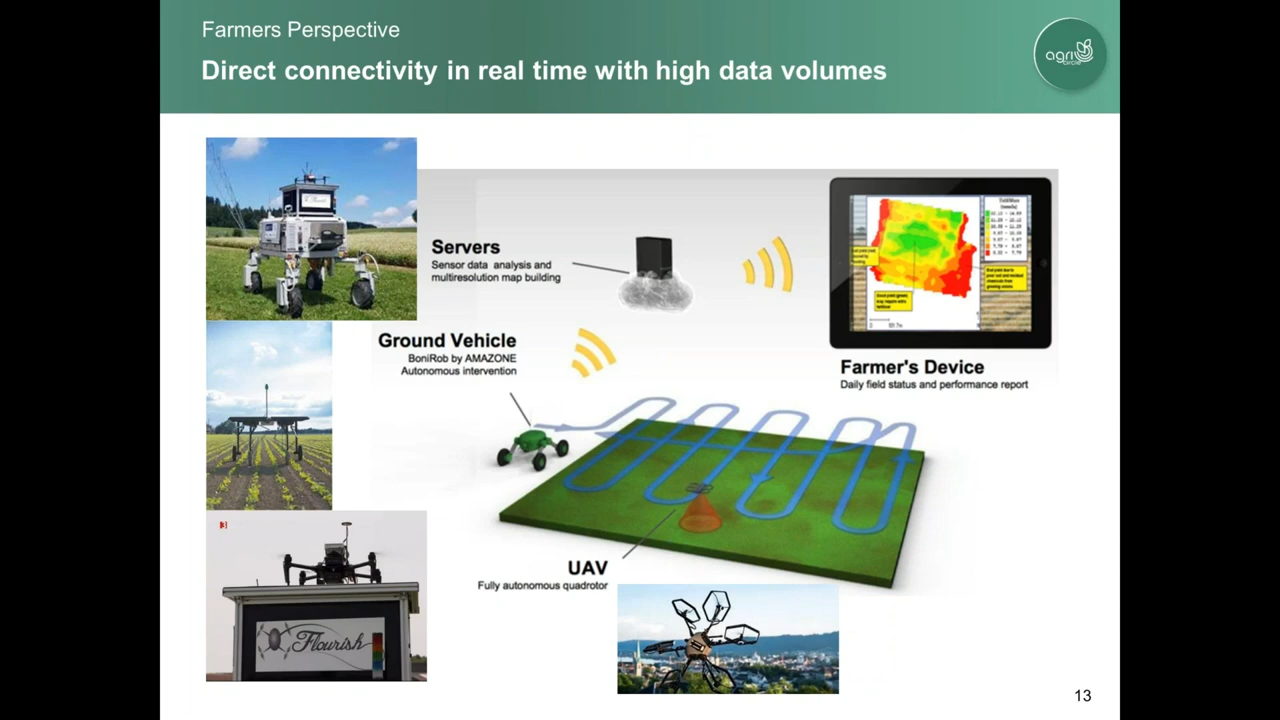 Farmers Perspective
Direct connectivity in real time with high data volumes
agri
circle
Servers
Sensor data analysis and
multiresolution map building
Ground Vehicle
BoniRob by AMAZONE
Autonomous intervention
Farmer's Device
Daily field status and performance report
UAV
Fully autonomous quadrotor
Flourish
13